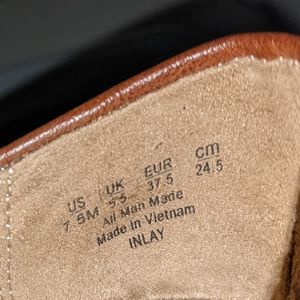 US UK EUR cm
7.5M 5.5 37.5 24.5
All Man Made
Made in Vietnam
INLAY